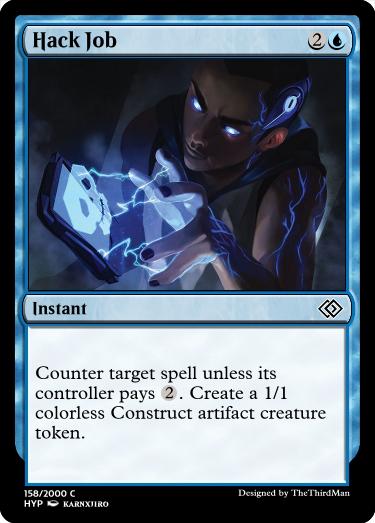 Hack Job 2
Instant
Counter target spell unless its
controller pays 2. Create a 1/1
colorless Construct artifact creature
token.
158/2000 C
HYP KARNXJIRO Designed by TheThirdMan